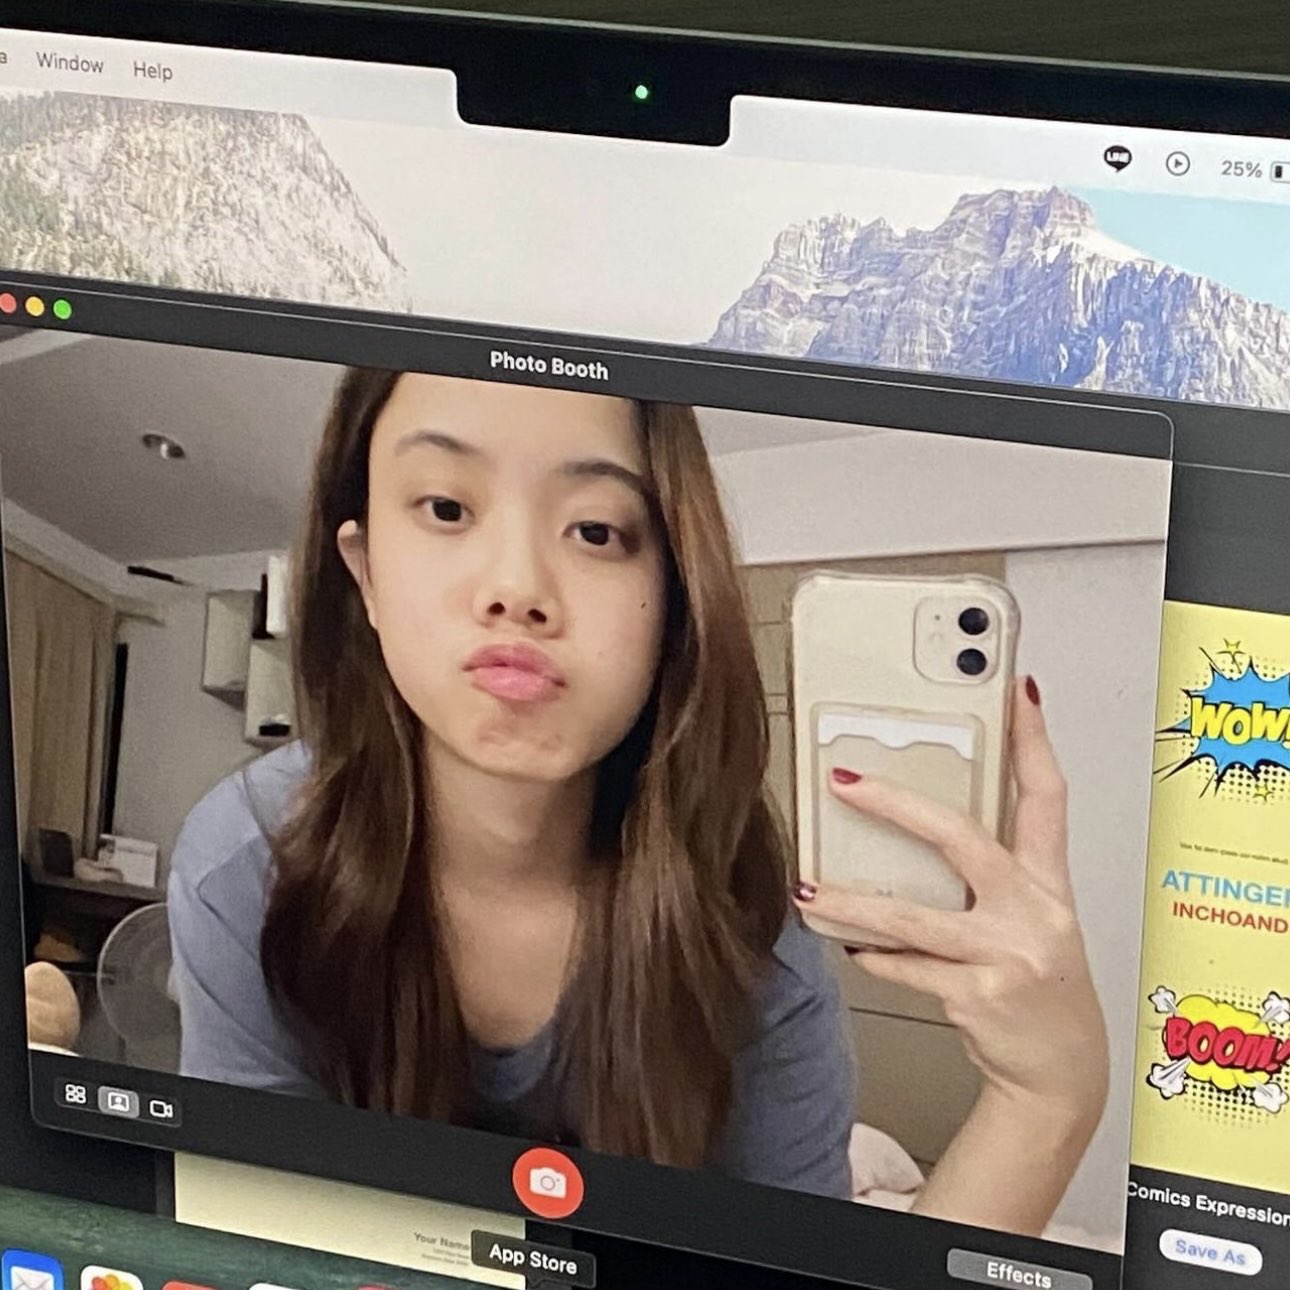 Window Help
LINE
25%
Photo Booth
WOW!
ATTINGER
INCHOAND
BOOM!
Your Name
App Store
Comics Expression
Save As
Effects